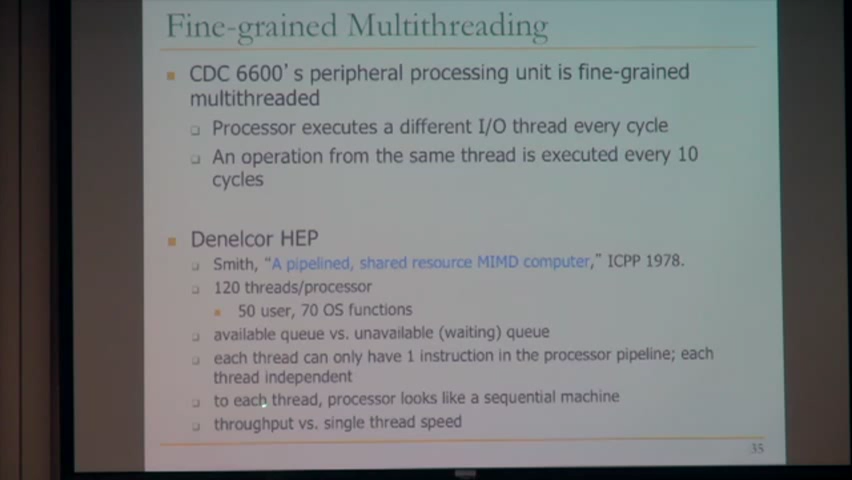 Fine-grained Multithreading
CDC 6600's peripheral processing unit is fine-grained
multithreaded
Processor executes a different I/O thread every cycle
An operation from the same thread is executed every 10
cycles
Denelcor HEP
Smith, “A pipelined, shared resource MIMD computer,” ICPP 1978.
120 threads/processor
50 user, 70 OS functions
available queue vs. unavailable (waiting) queue
each thread can only have 1 instruction in the processor pipeline; each
thread independent
to each thread, processor looks like a sequential machine
throughput vs. single thread speed
35